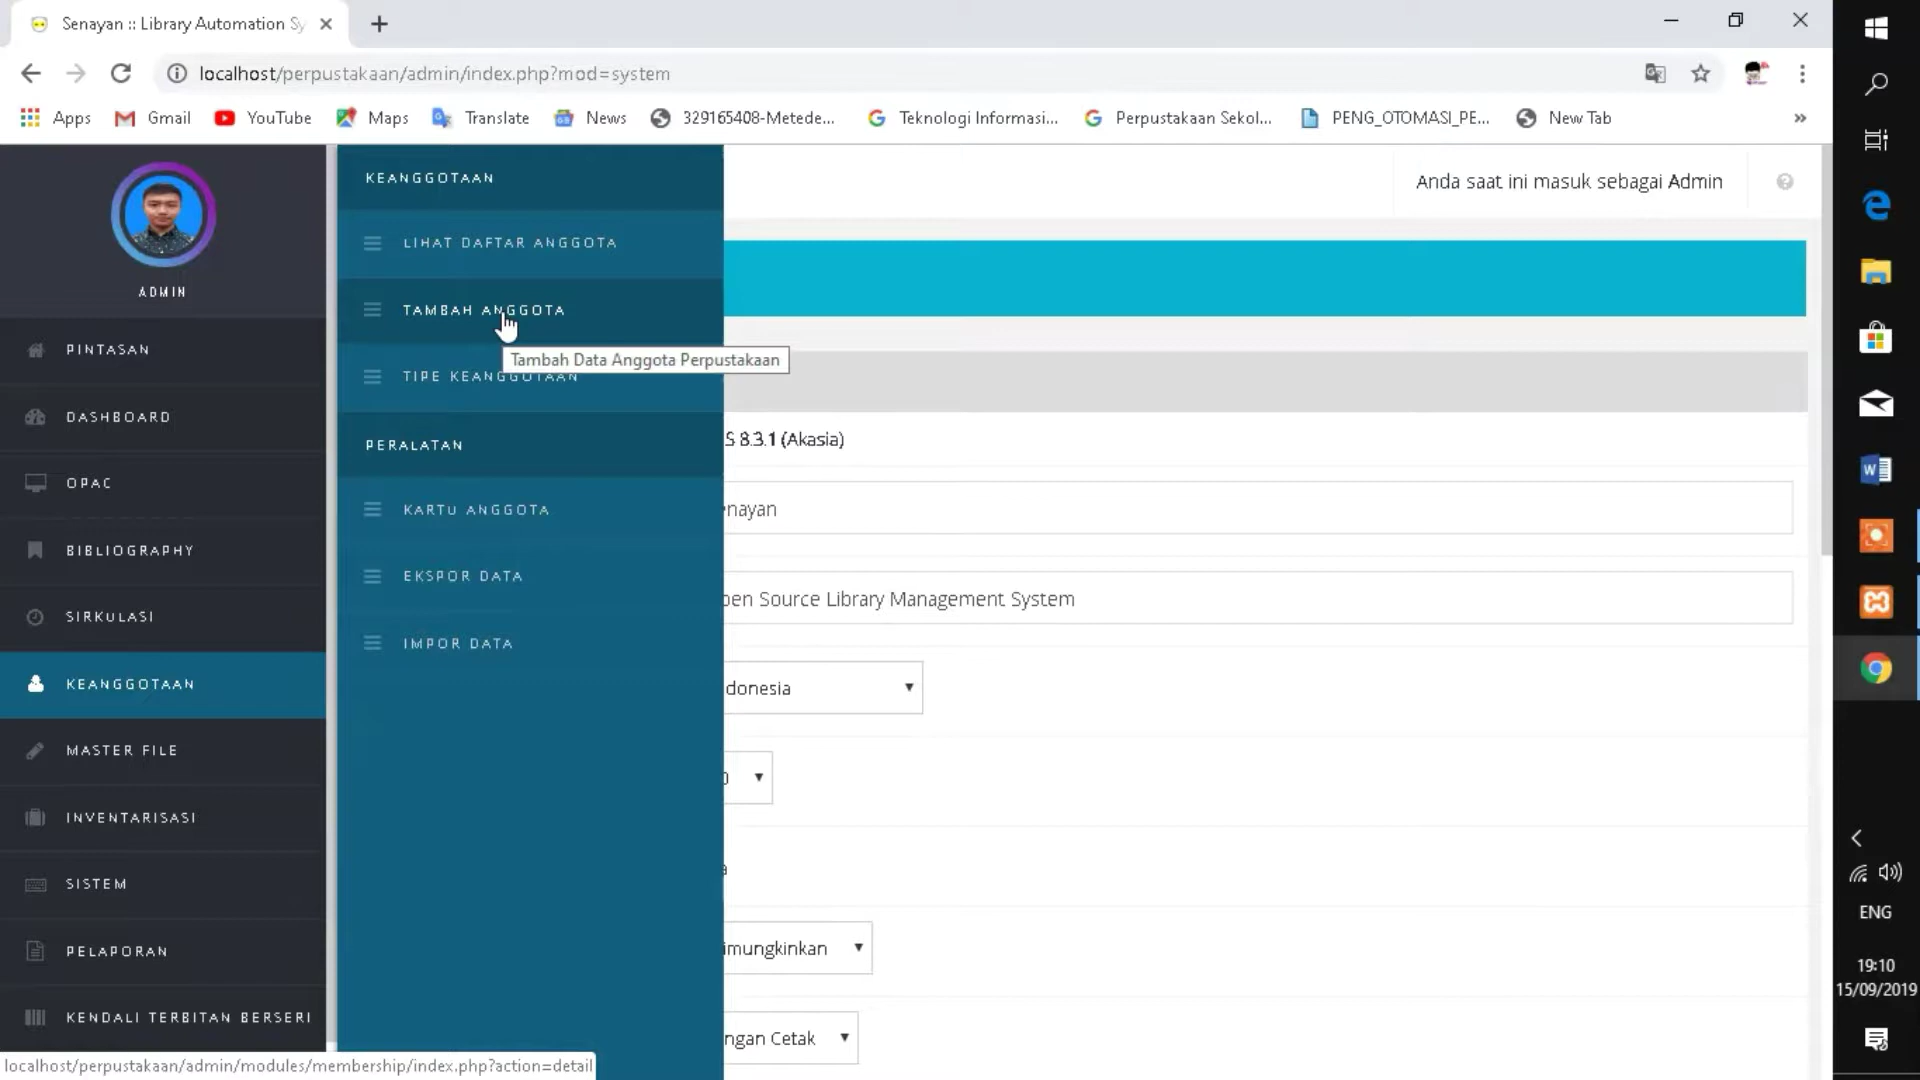 Senayan :: Library Automation Sy
localhost/perpustakaan/admin/index.php?mod=system
Apps Gmail YouTube Maps Translate News 329165408-Metede... Teknologi Informasi... Perpustakaan Sekol... PENG_OTOMASI_PE... New Tab »
ADMIN
PINTASAN
DASHBOARD
OPAC
BIBLIOGRAPHY
SIRKULASI
KEANGGOTAAN
MASTER FILE
INVENTARISASI
SISTEM
PELAPORAN
KENDALI TERBITAN BERSERI
KEANGGOTAAN
LIHAT DAFTAR ANGGOTA
TAMBAH ANGGOTA
Tambah Data Anggota Perpustakaan
TIPE KEANGGOTAAN
PERALATAN
KARTU ANGGOTA
EKSPOR DATA
IMPOR DATA
Anda saat ini masuk sebagai Admin
S 8.3.1 (Akasia)
nayan
pen Source Library Management System
donesia
imungkinkan
ngan Cetak
localhost/perpustakaan/admin/modules/membership/index.php?action=detail
ENG
19:10
15/09/2019